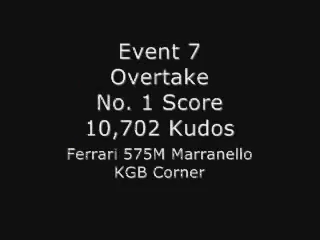 Event 7
Overtake
No. 1 Score
10,702 Kudos
Ferrari 575M Marranello
KGB Corner